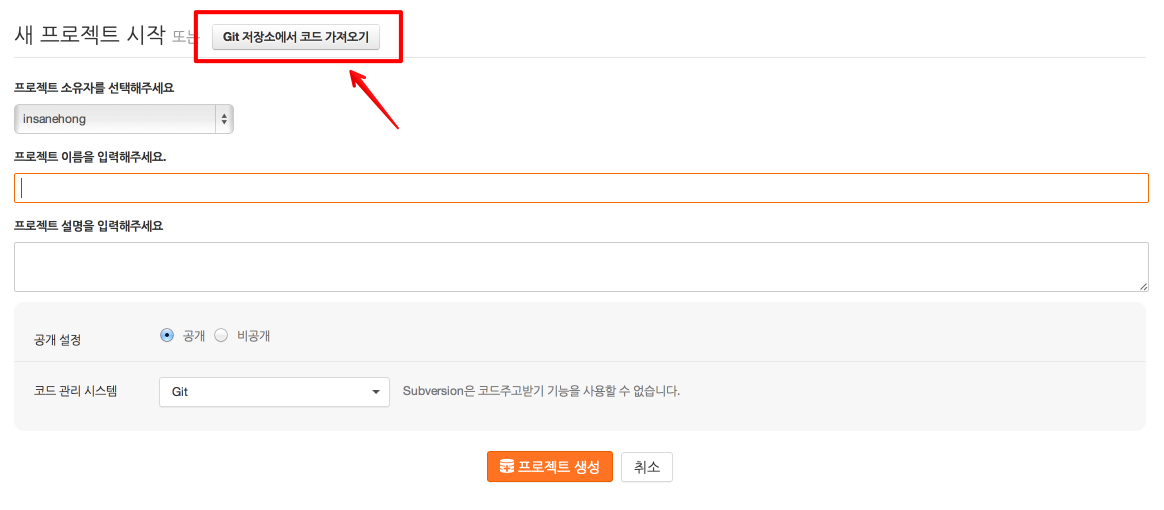 새 프로젝트 시작 또는 Git 저장소에서 코드 가져오기
프로젝트 소유자를 선택해주세요
insanehong
프로젝트 이름을 입력해주세요.
프로젝트 설명을 입력해주세요
공개 설정 공개 비공개
코드 관리 시스템 Git Subversion은 코드주고받기 기능을 사용할 수 없습니다.
프로젝트 생성 취소